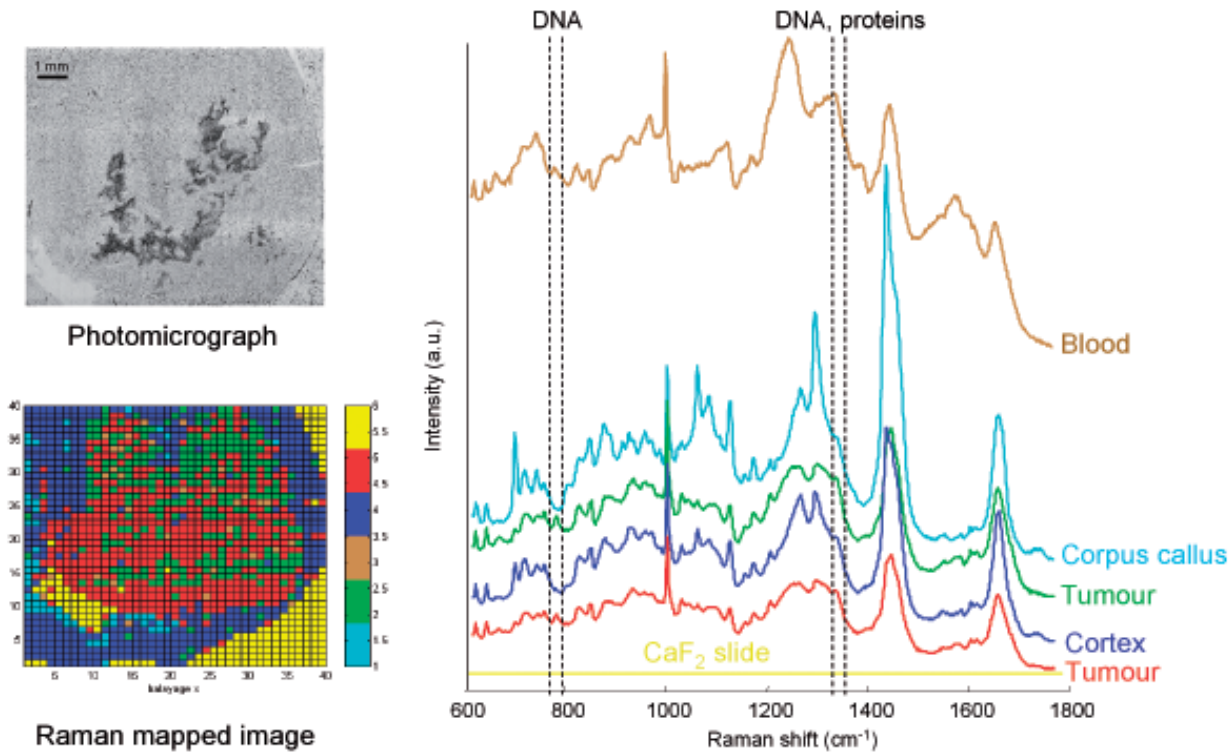 DNA
DNA, proteins
1 mm
Photomicrograph
Intensity (a.u.)
Blood
Corpus callus
Tumour
Cortex
Tumour
CaF₂ slide
600 800 1000 1200 1400 1600 1800
Raman shift (cm⁻¹)
40
35
30
25
20
15
10
5
5 10 15 20 25 30 35 40
balayage x
6
5.5
5
4.5
4
3.5
3
2.5
2
1.5
1
Raman mapped image